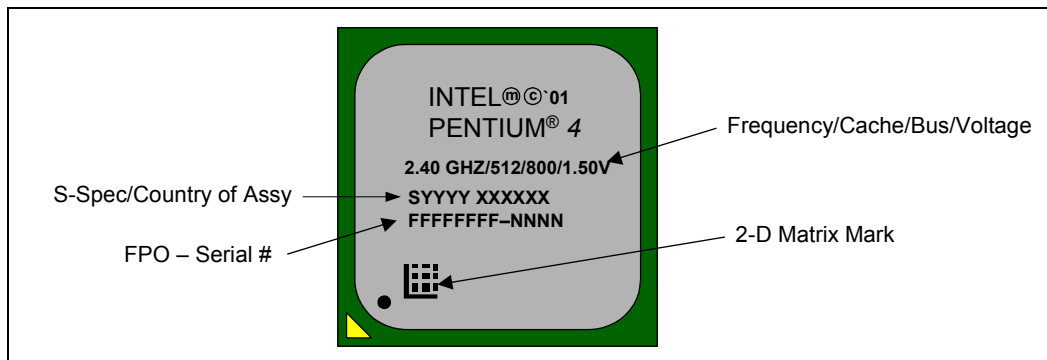 INTEL®ⓜⓒ`01
PENTIUM® 4
Frequency/Cache/Bus/Voltage
2.40 GHZ/512/800/1.50V
S-Spec/Country of Assy
SYYYY XXXXXX
FFFFFFFF–NNNN
FPO – Serial #
2-D Matrix Mark